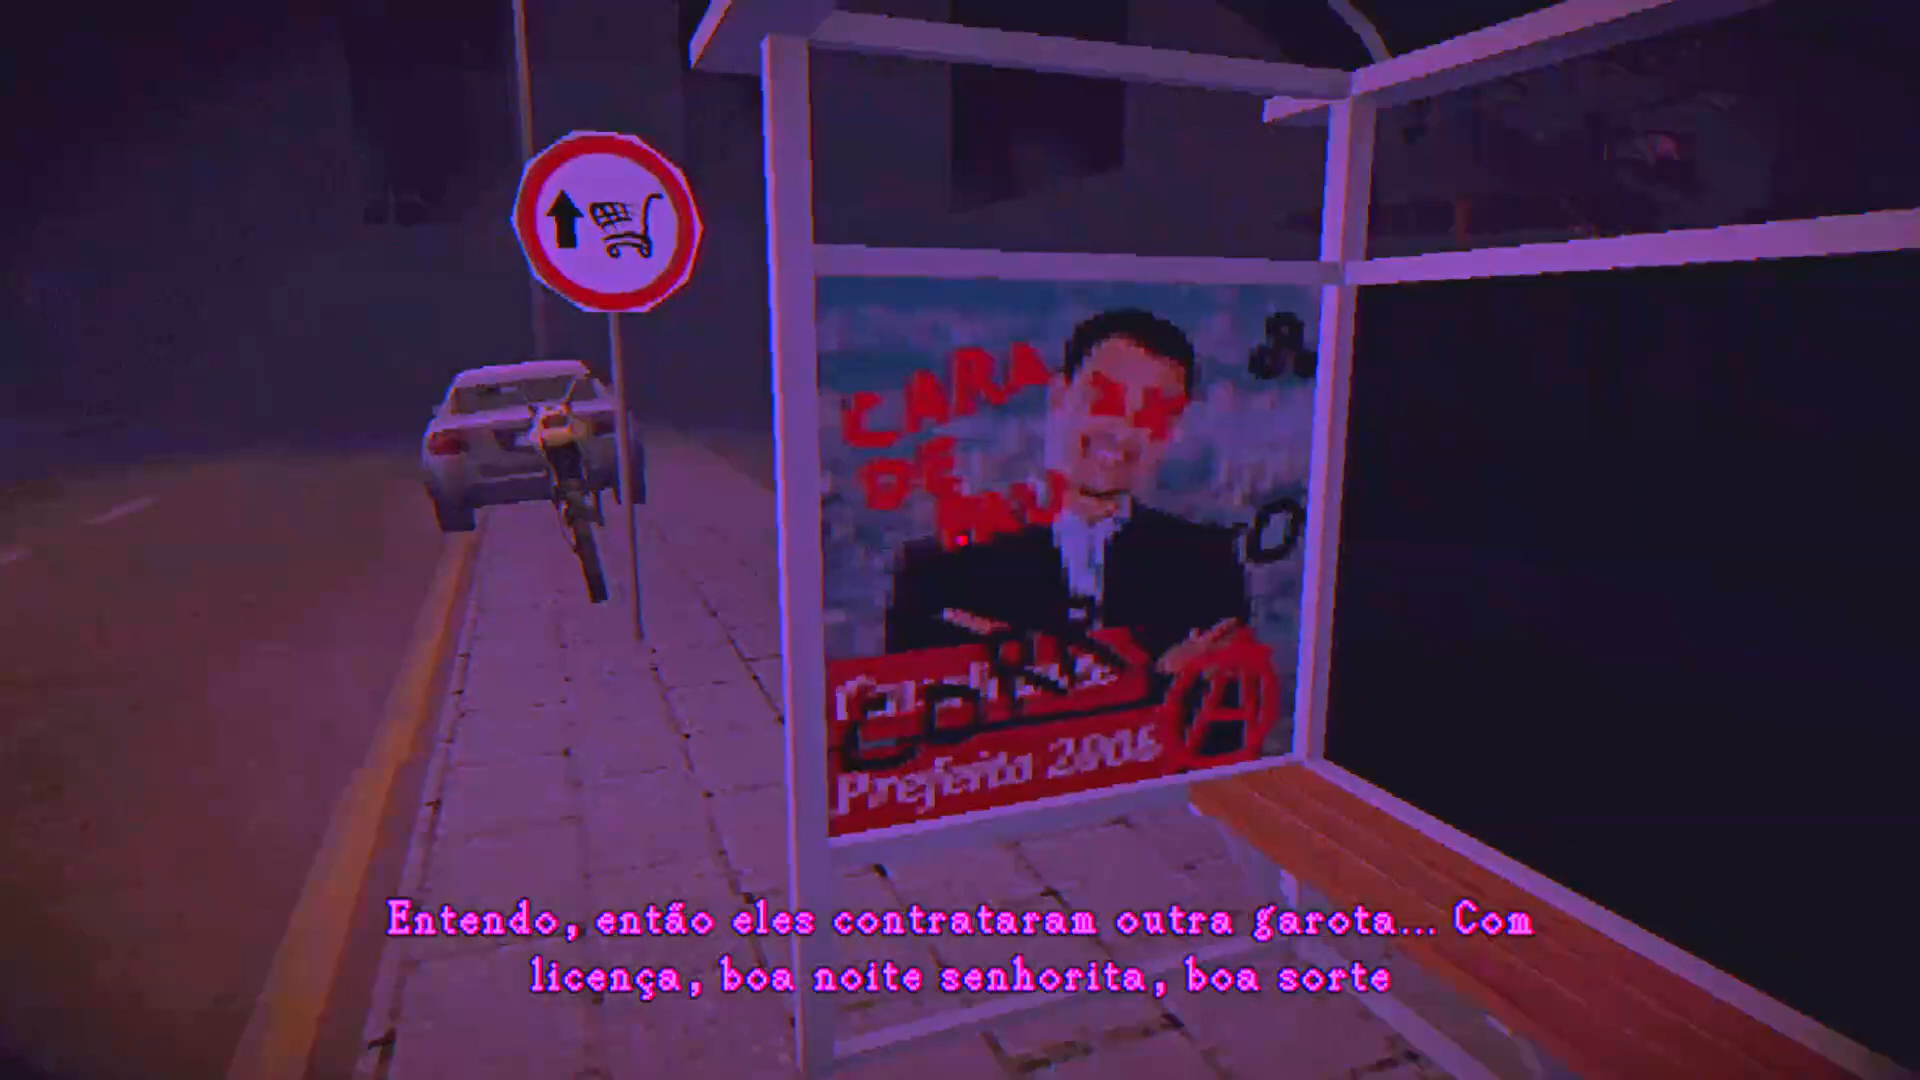 CARA
DE
PAU
Prefeito 2006
Entendo, então eles contrataram outra garota... Com
licença, boa noite senhorita, boa sorte